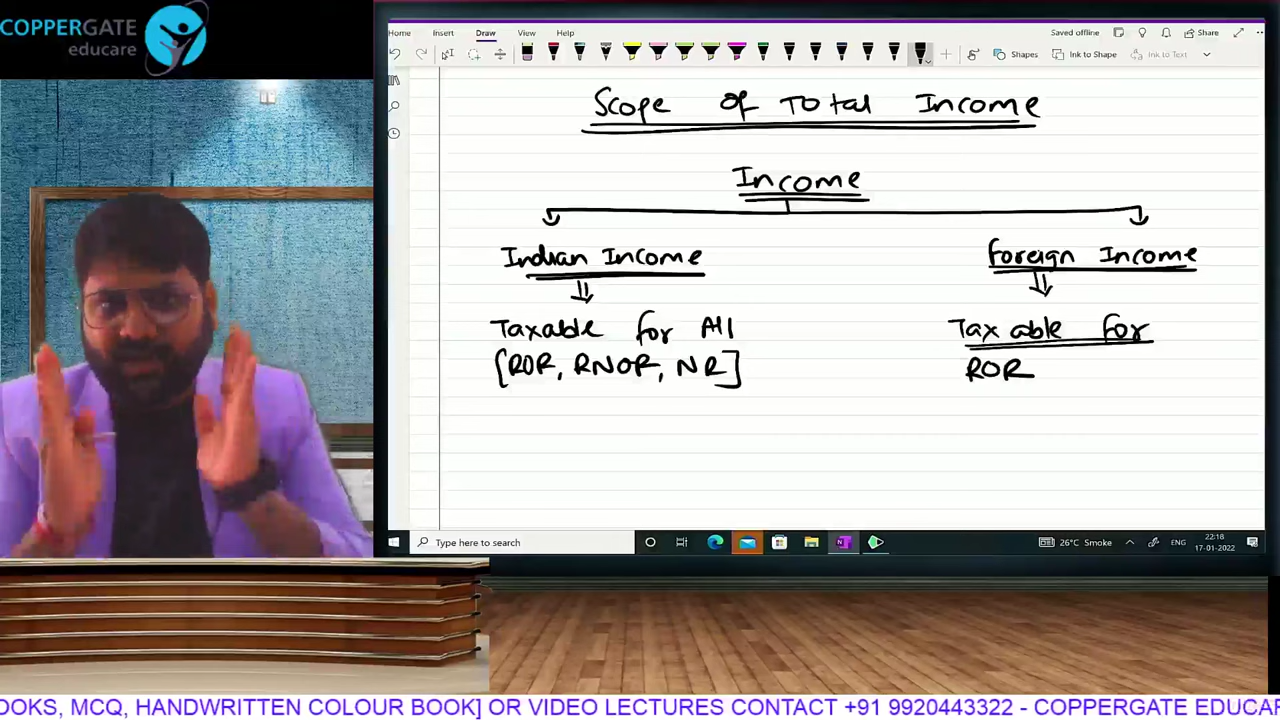 COPPERGATE
educare
Home Insert Draw View Help
Saved offline
Share
Shapes
Ink to Shape
Ink to Text
Scope of Total Income
Income
Indian Income
Foreign Income
Taxable for All
[ROR, RNOR, NR]
Taxable for
ROR
Type here to search
26°C Smoke
ENG
22:18
17-01-2022
OOKS, MCQ, HANDWRITTEN COLOUR BOOK] OR VIDEO LECTURES CONTACT +91 9920443322 - COPPERGATE EDUCAR